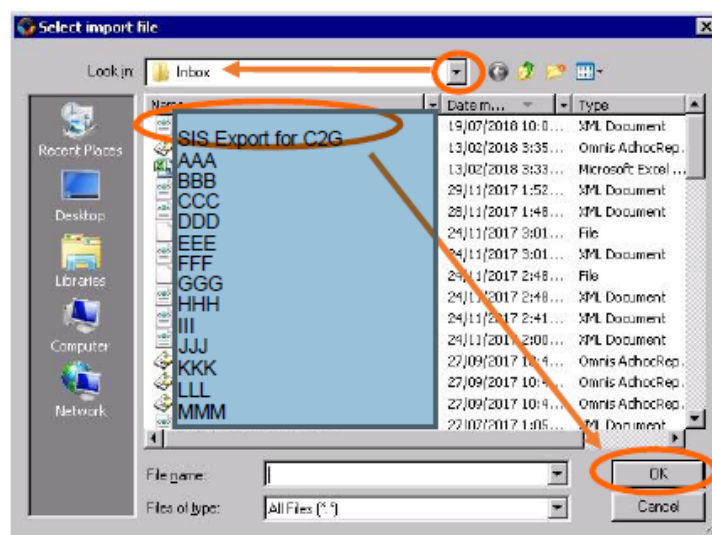 Select import file
Look in:
Inbox
Name
Date m...
Type
SIS Export for C2G
19/07/2018 10:0...
XML Document
13/02/2018 3:35...
Omnis AdhocRep.
AAA
13/02/2018 3:33...
Microsoft Excel ...
BBB
29/11/2017 1:52...
XML Document
CCC
28/11/2017 1:48...
XML Document
DDD
24/11/2017 3:01...
File
EEE
24/11/2017 3:01...
XML Document
FFF
24/11/2017 2:48...
File
GGG
24/11/2017 2:48...
XML Document
HHH
24/11/2017 2:41...
XML Document
III
24/11/2017 2:00...
XML Document
JJJ
27/09/2017 10:4...
Omnis AdhocRep.
KKK
27/09/2017 10:4...
Omnis AdhocRep.
LLL
27/09/2017 10:4...
Omnis AdhocRep.
MMM
27/07/2017 1:05...
XML Document
Recent Places
Desktop
Libraries
Computer
Network
File name:
OK
Files of type:
All Files (*.*)
Cancel